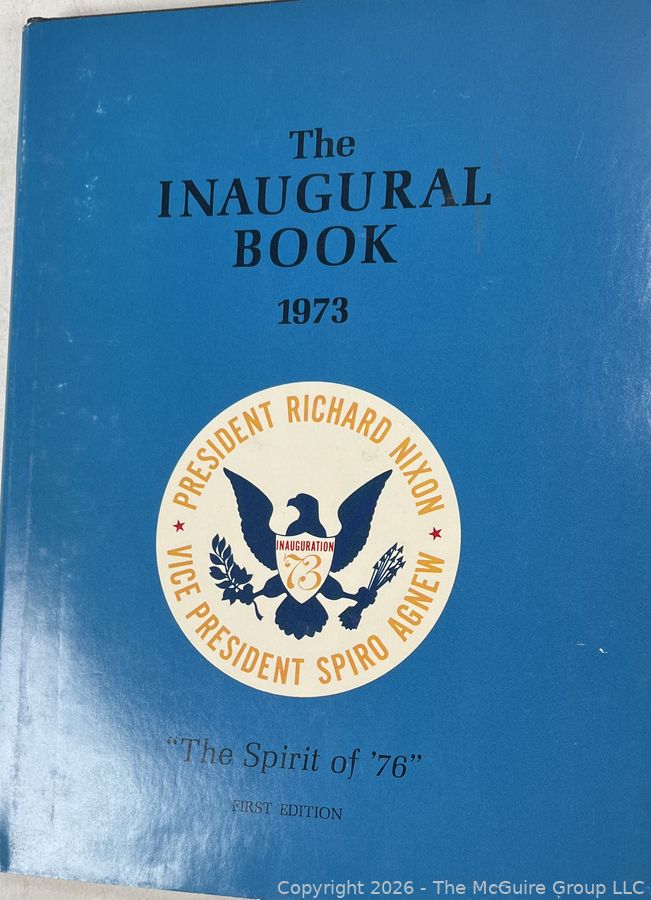 The
INAUGURAL
BOOK
1973
PRESIDENT RICHARD NIXON
INAUGURATION
'73
VICE PRESIDENT SPIRO AGNEW
“The Spirit of ’76”
FIRST EDITION
Copyright 2026 - The McGuire Group LLC